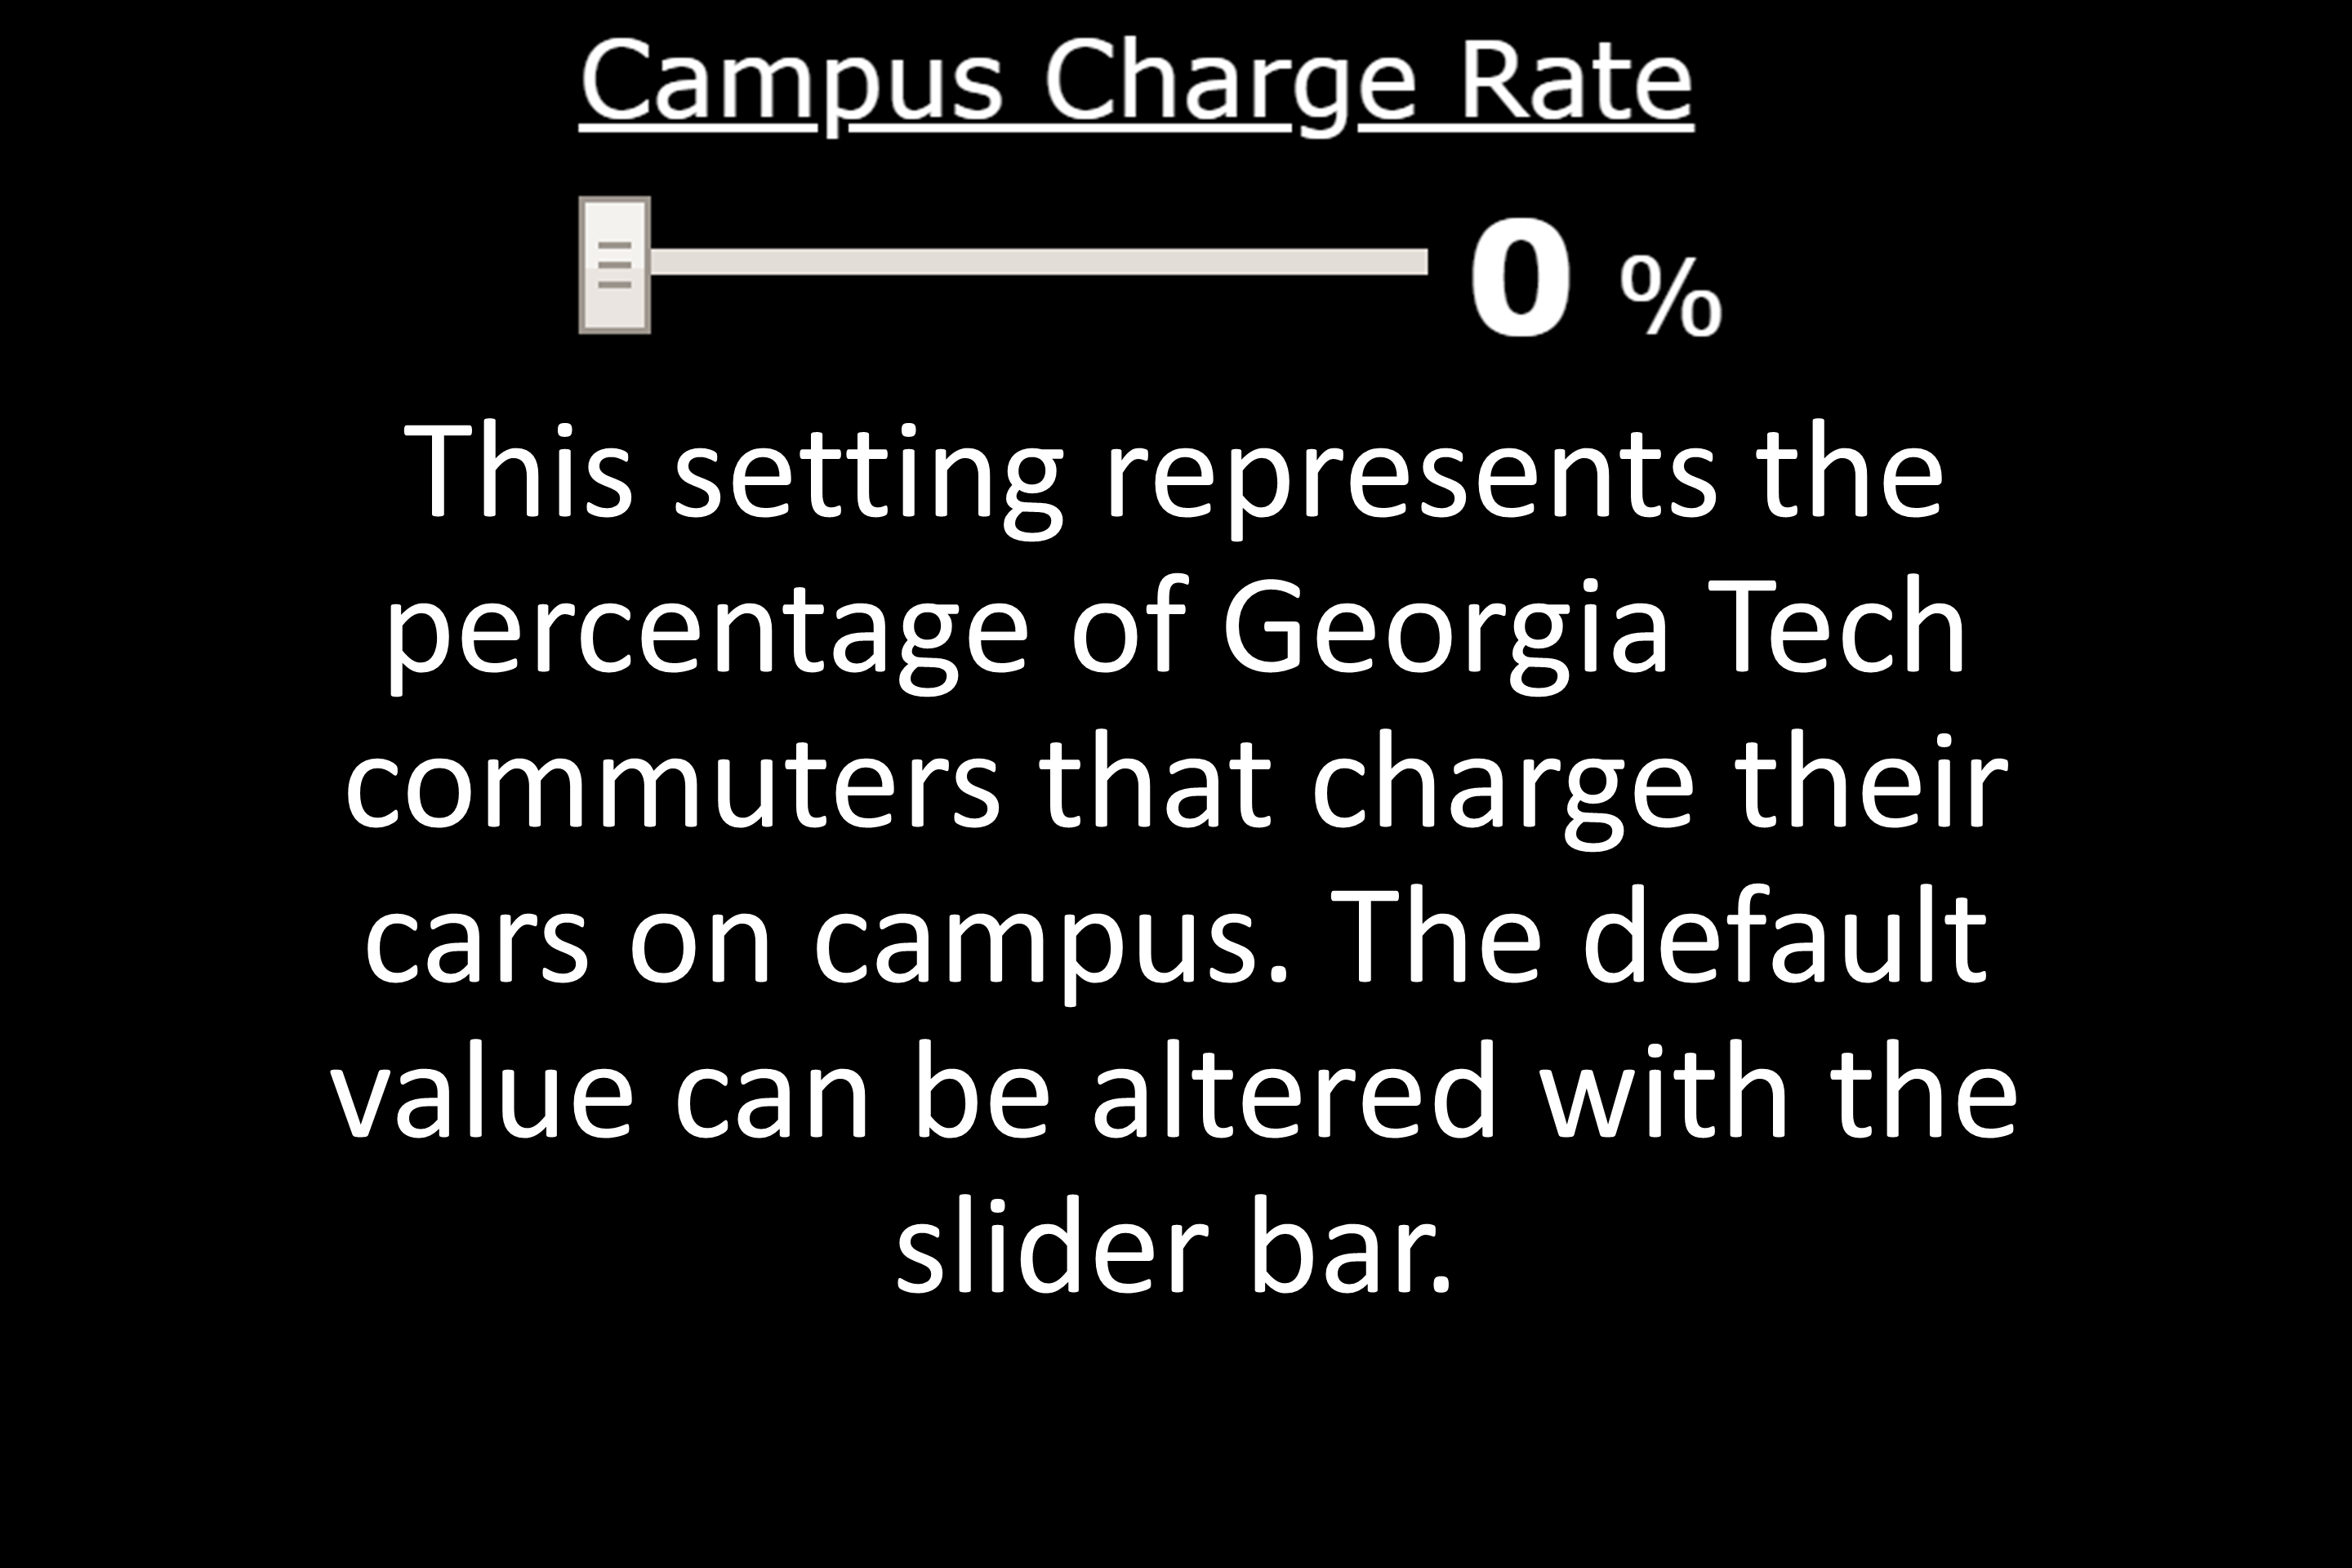 Campus Charge Rate
0 %
This setting represents the
percentage of Georgia Tech
commuters that charge their
cars on campus. The default
value can be altered with the
slider bar.